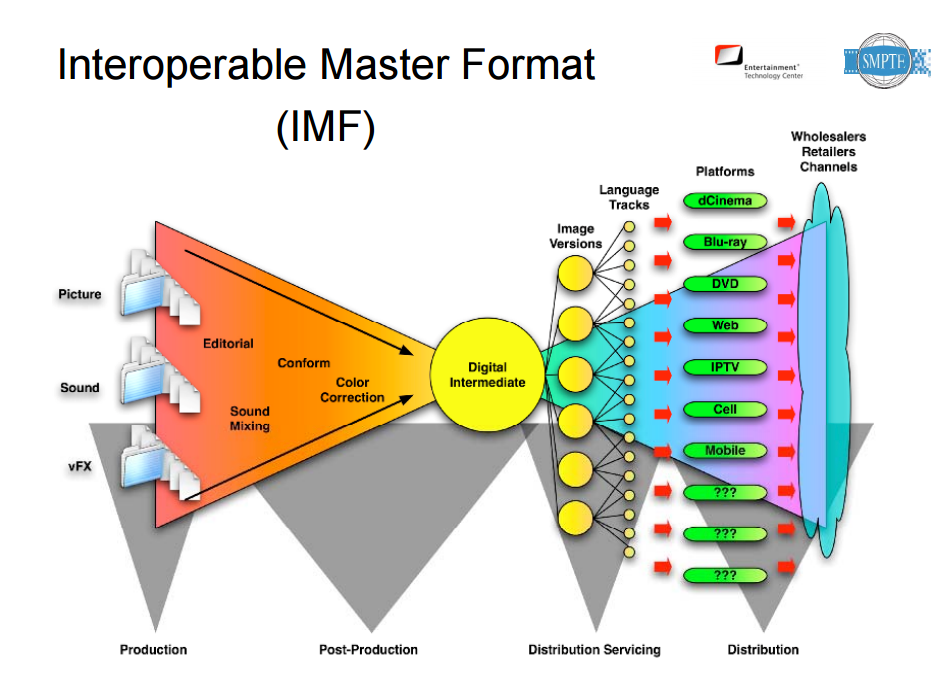 Interoperable Master Format
(IMF)
Entertainment*
Technology Center
SMPTE
Wholesalers
Retailers
Channels
Platforms
Language
Tracks
Image
Versions
dCinema
Blu-ray
DVD
Web
IPTV
Cell
Mobile
???
???
???
Picture
Sound
vFX
Editorial
Conform
Color
Correction
Sound
Mixing
Digital
Intermediate
Production
Post-Production
Distribution Servicing
Distribution